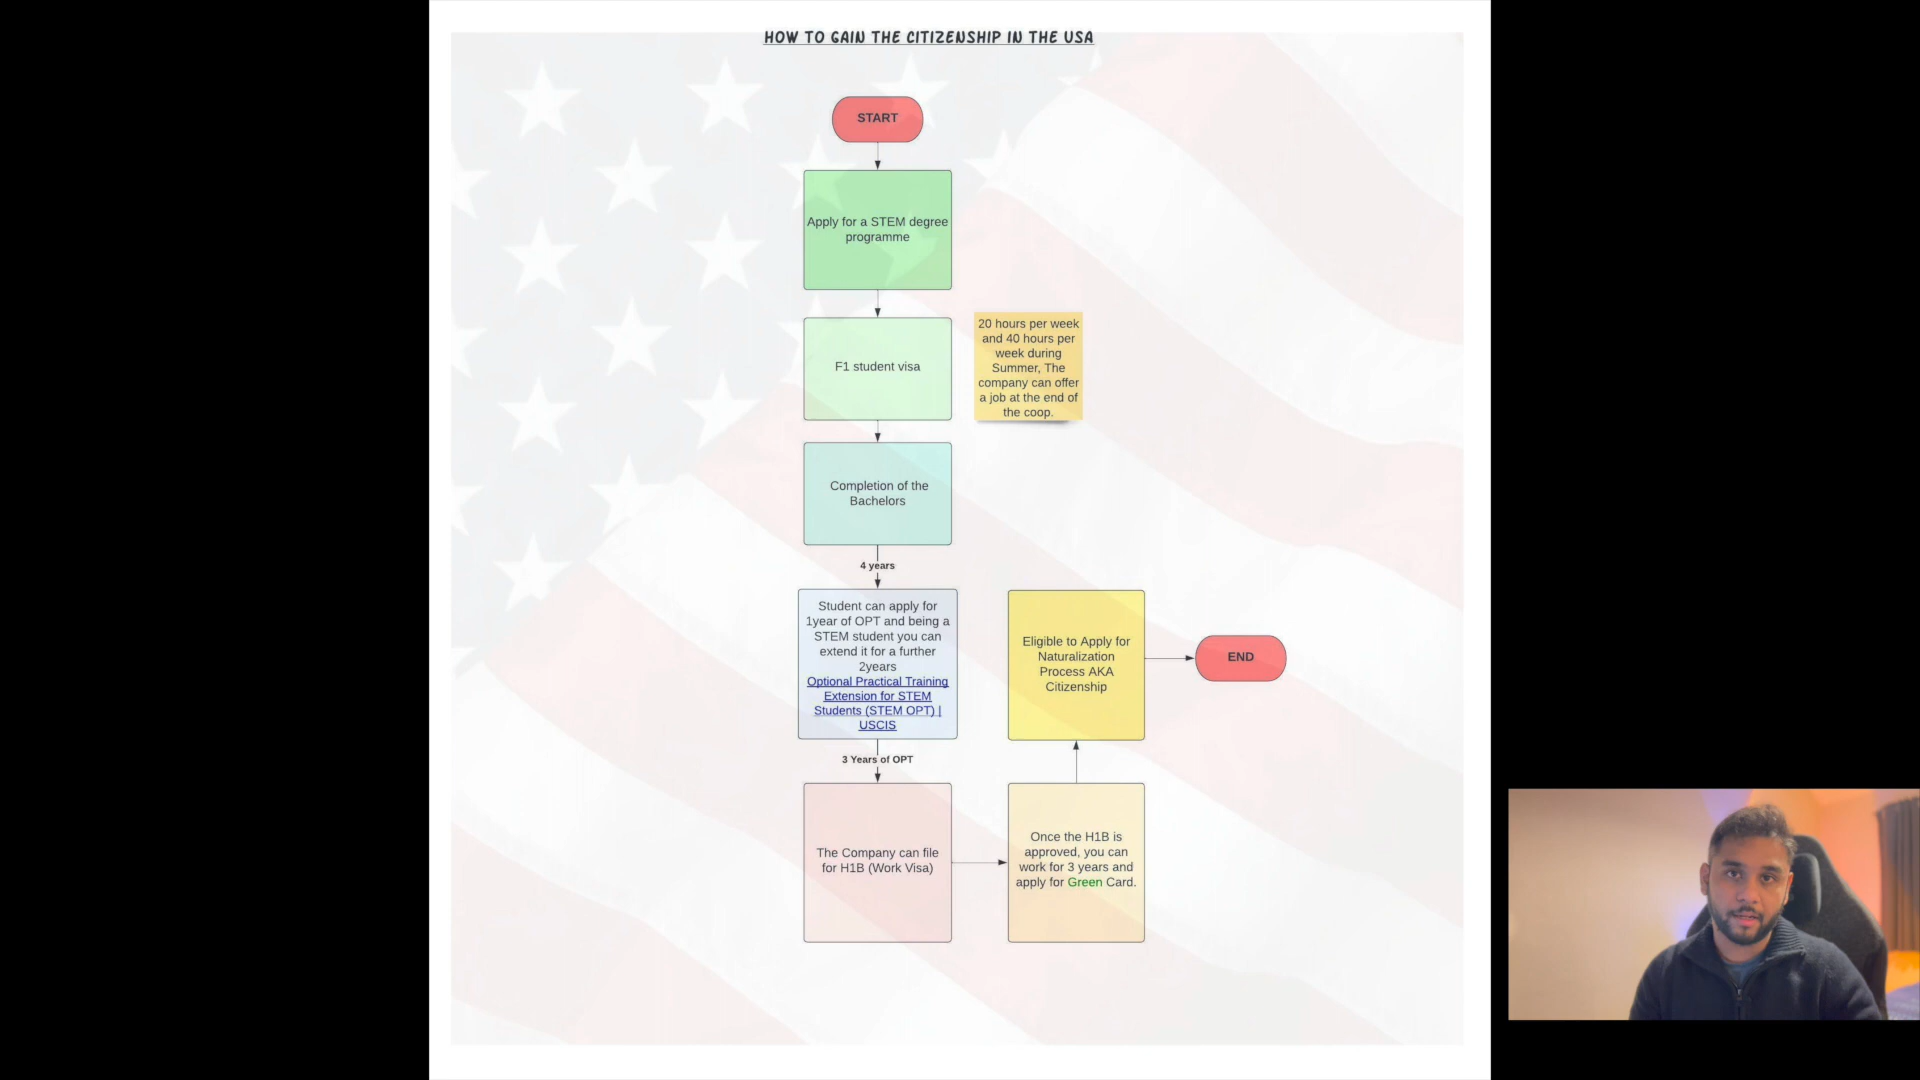 HOW TO GAIN THE CITIZENSHIP IN THE USA
START
Apply for a STEM degree
programme
F1 student visa
20 hours per week
and 40 hours per
week during
Summer, The
company can offer
a job at the end of
the coop.
Completion of the
Bachelors
4 years
Student can apply for
1year of OPT and being a
STEM student you can
extend it for a further
2years
Optional Practical Training
Extension for STEM
Students (STEM OPT) |
USCIS
3 Years of OPT
The Company can file
for H1B (Work Visa)
Once the H1B is
approved, you can
work for 3 years and
apply for Green Card.
Eligible to Apply for
Naturalization
Process AKA
Citizenship
END